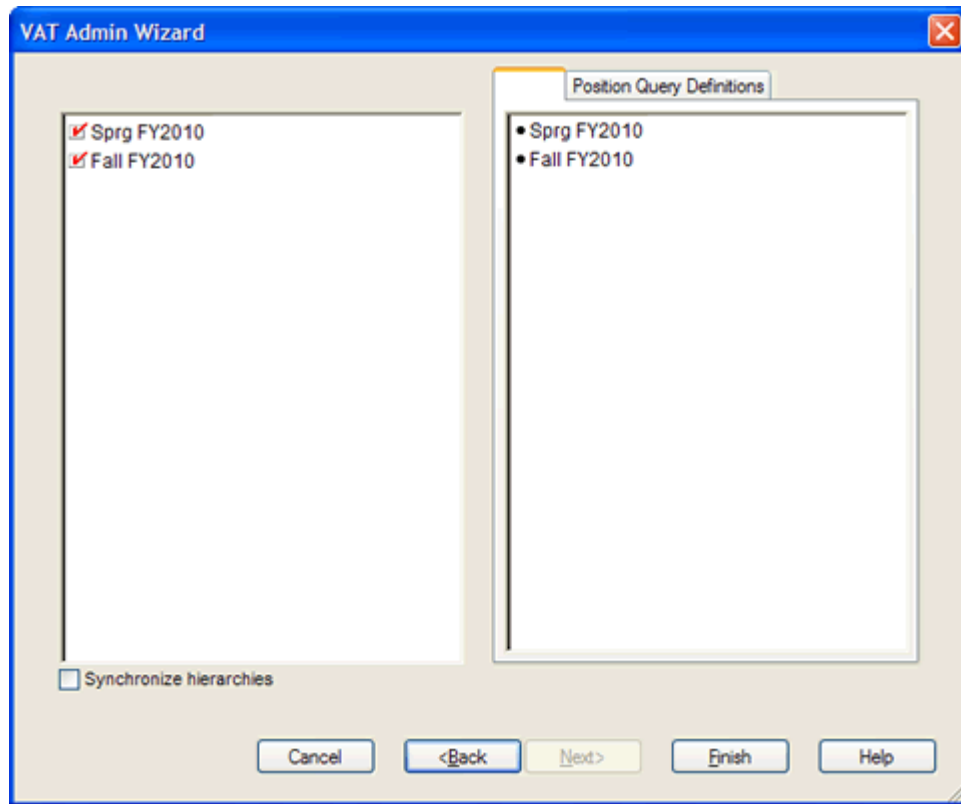 VAT Admin Wizard
Position Query Definitions
Sprg FY2010
Fall FY2010
Sprg FY2010
Fall FY2010
Synchronize hierarchies
Cancel
<Back
Next>
Finish
Help